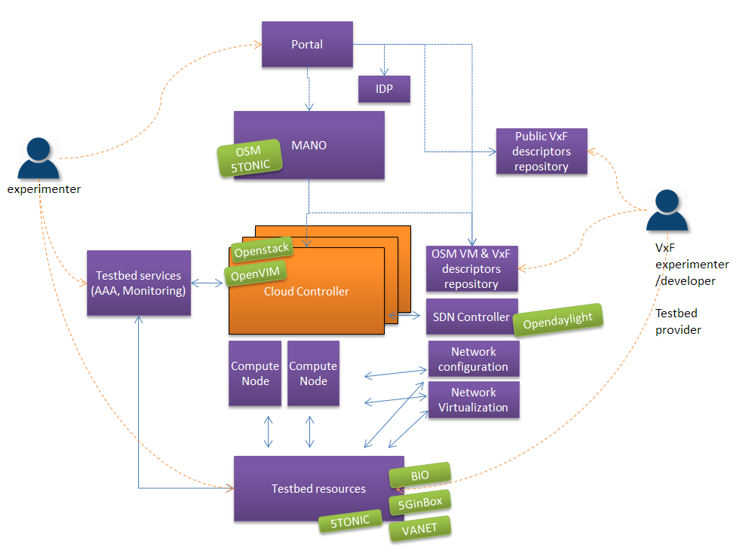 Portal
IDP
MANO
OSM
5TONIC
Public VxF
descriptors
repository
experimenter
VxF
experimenter
/developer
Testbed
provider
Testbed services
(AAA, Monitoring)
Openstack
OpenVIM
Cloud Controller
OSM VM & VxF
descriptors
repository
SDN Controller
Opendaylight
Compute
Node
Compute
Node
Network
configuration
Network
Virtualization
Testbed resources
BIO
5GinBox
5TONIC
VANET